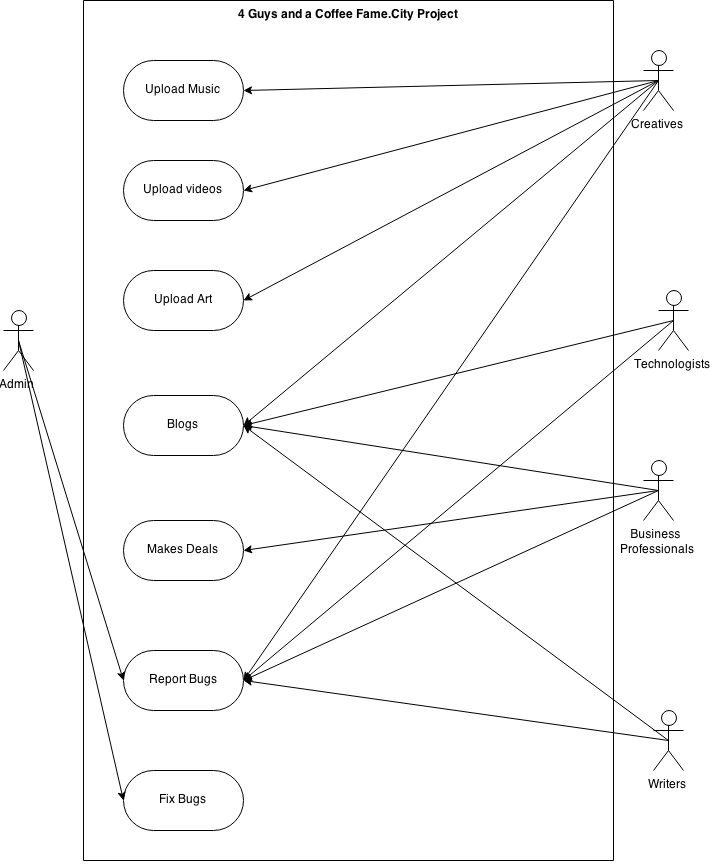 4 Guys and a Coffee Fame.City Project
Upload Music
Creatives
Upload videos
Upload Art
Technologists
Admin
Blogs
Business
Professionals
Makes Deals
Report Bugs
Writers
Fix Bugs